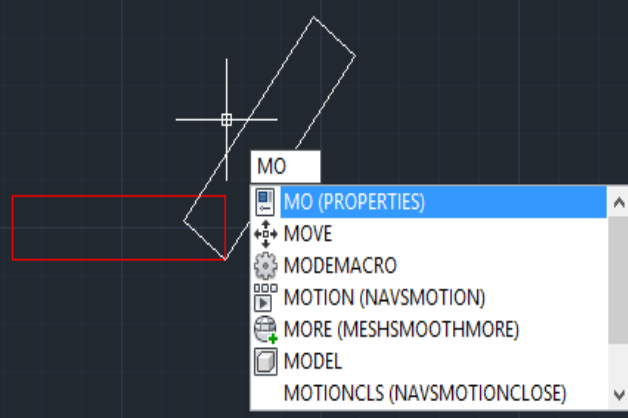 MO
MO (PROPERTIES)
MOVE
MODEMACRO
MOTION (NAVSMOTION)
MORE (MESHSMOOTHMORE)
MODEL
MOTIONCLS (NAVSMOTIONCLOSE)